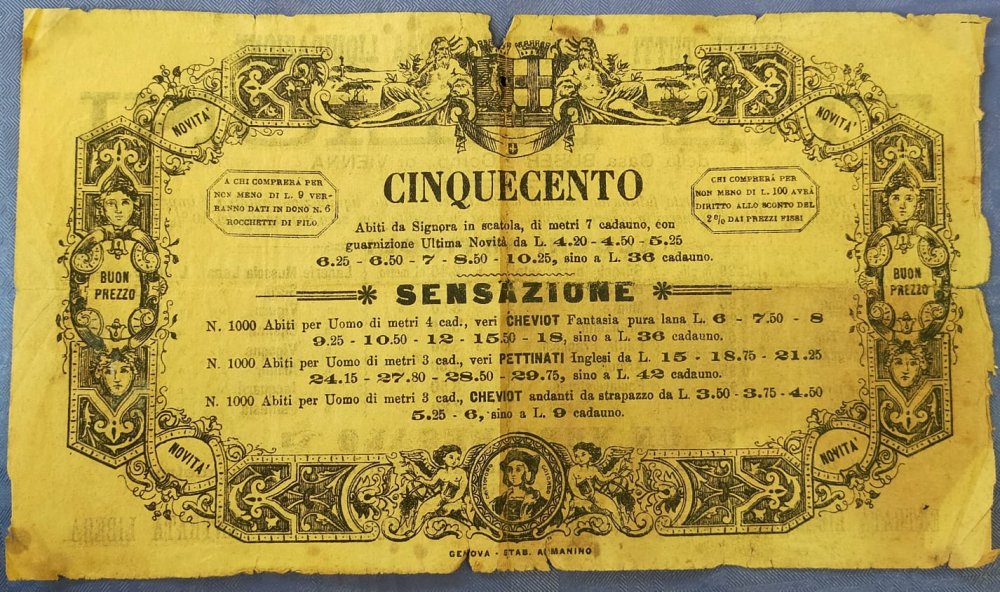 NOVITA'
NOVITA'
A CHI COMPRERÀ PER
NON MENO DI L. 9 VER-
RANNO DATI IN DONO N. 6
ROCCHETTI DI FILO.
CHI COMPRERÀ PER
NON MENO DI L. 100 AVRÀ
DIRITTO ALLO SCONTO DEL
2 % DAI PREZZI FISSI
CINQUECENTO
Abiti da Signora in scatola, di metri 7 cadauno, con
guarnizione Ultima Novità da L. 4.20 - 4.50 - 5.25
6.25 - 6.50 - 7 - 8.50 - 10.25, sino a L. 36 cadauno.
BUON
PREZZO
BUON
PREZZO
SENSAZIONE
N. 1000 Abiti per Uomo di metri 4 cad., veri CHEVIOT Fantasia pura lana L. 6 - 7.50 - 8
9.25 - 10.50 - 12 - 15.50 - 18, sino a L. 36 cadauno.
N. 1000 Abiti per Uomo di metri 3 cad., veri PETTINATI Inglesi da L. 15 - 18.75 - 21.25
24.15 - 27.80 - 28.50 - 29.75, sino a L. 42 cadauno.
N. 1000 Abiti per Uomo di metri 3 cad., CHEVIOT andanti da strapazzo da L. 3.50 - 3.75 - 4.50
5.25 - 6, sino a L. 9 cadauno.
NOVITA'
NOVITA'
GENOVA - STAB. ARMANINO